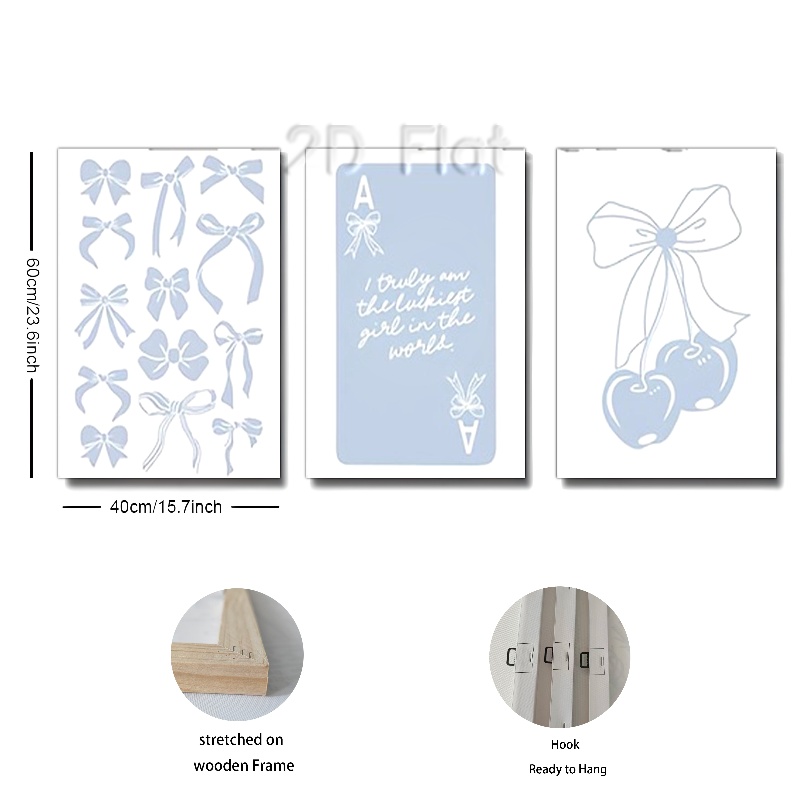 2D Flat
A
I truly am
the luckiest
girl in the
world.
A
60cm/23.6inch
40cm/15.7inch
stretched on
wooden Frame
Hook
Ready to Hang